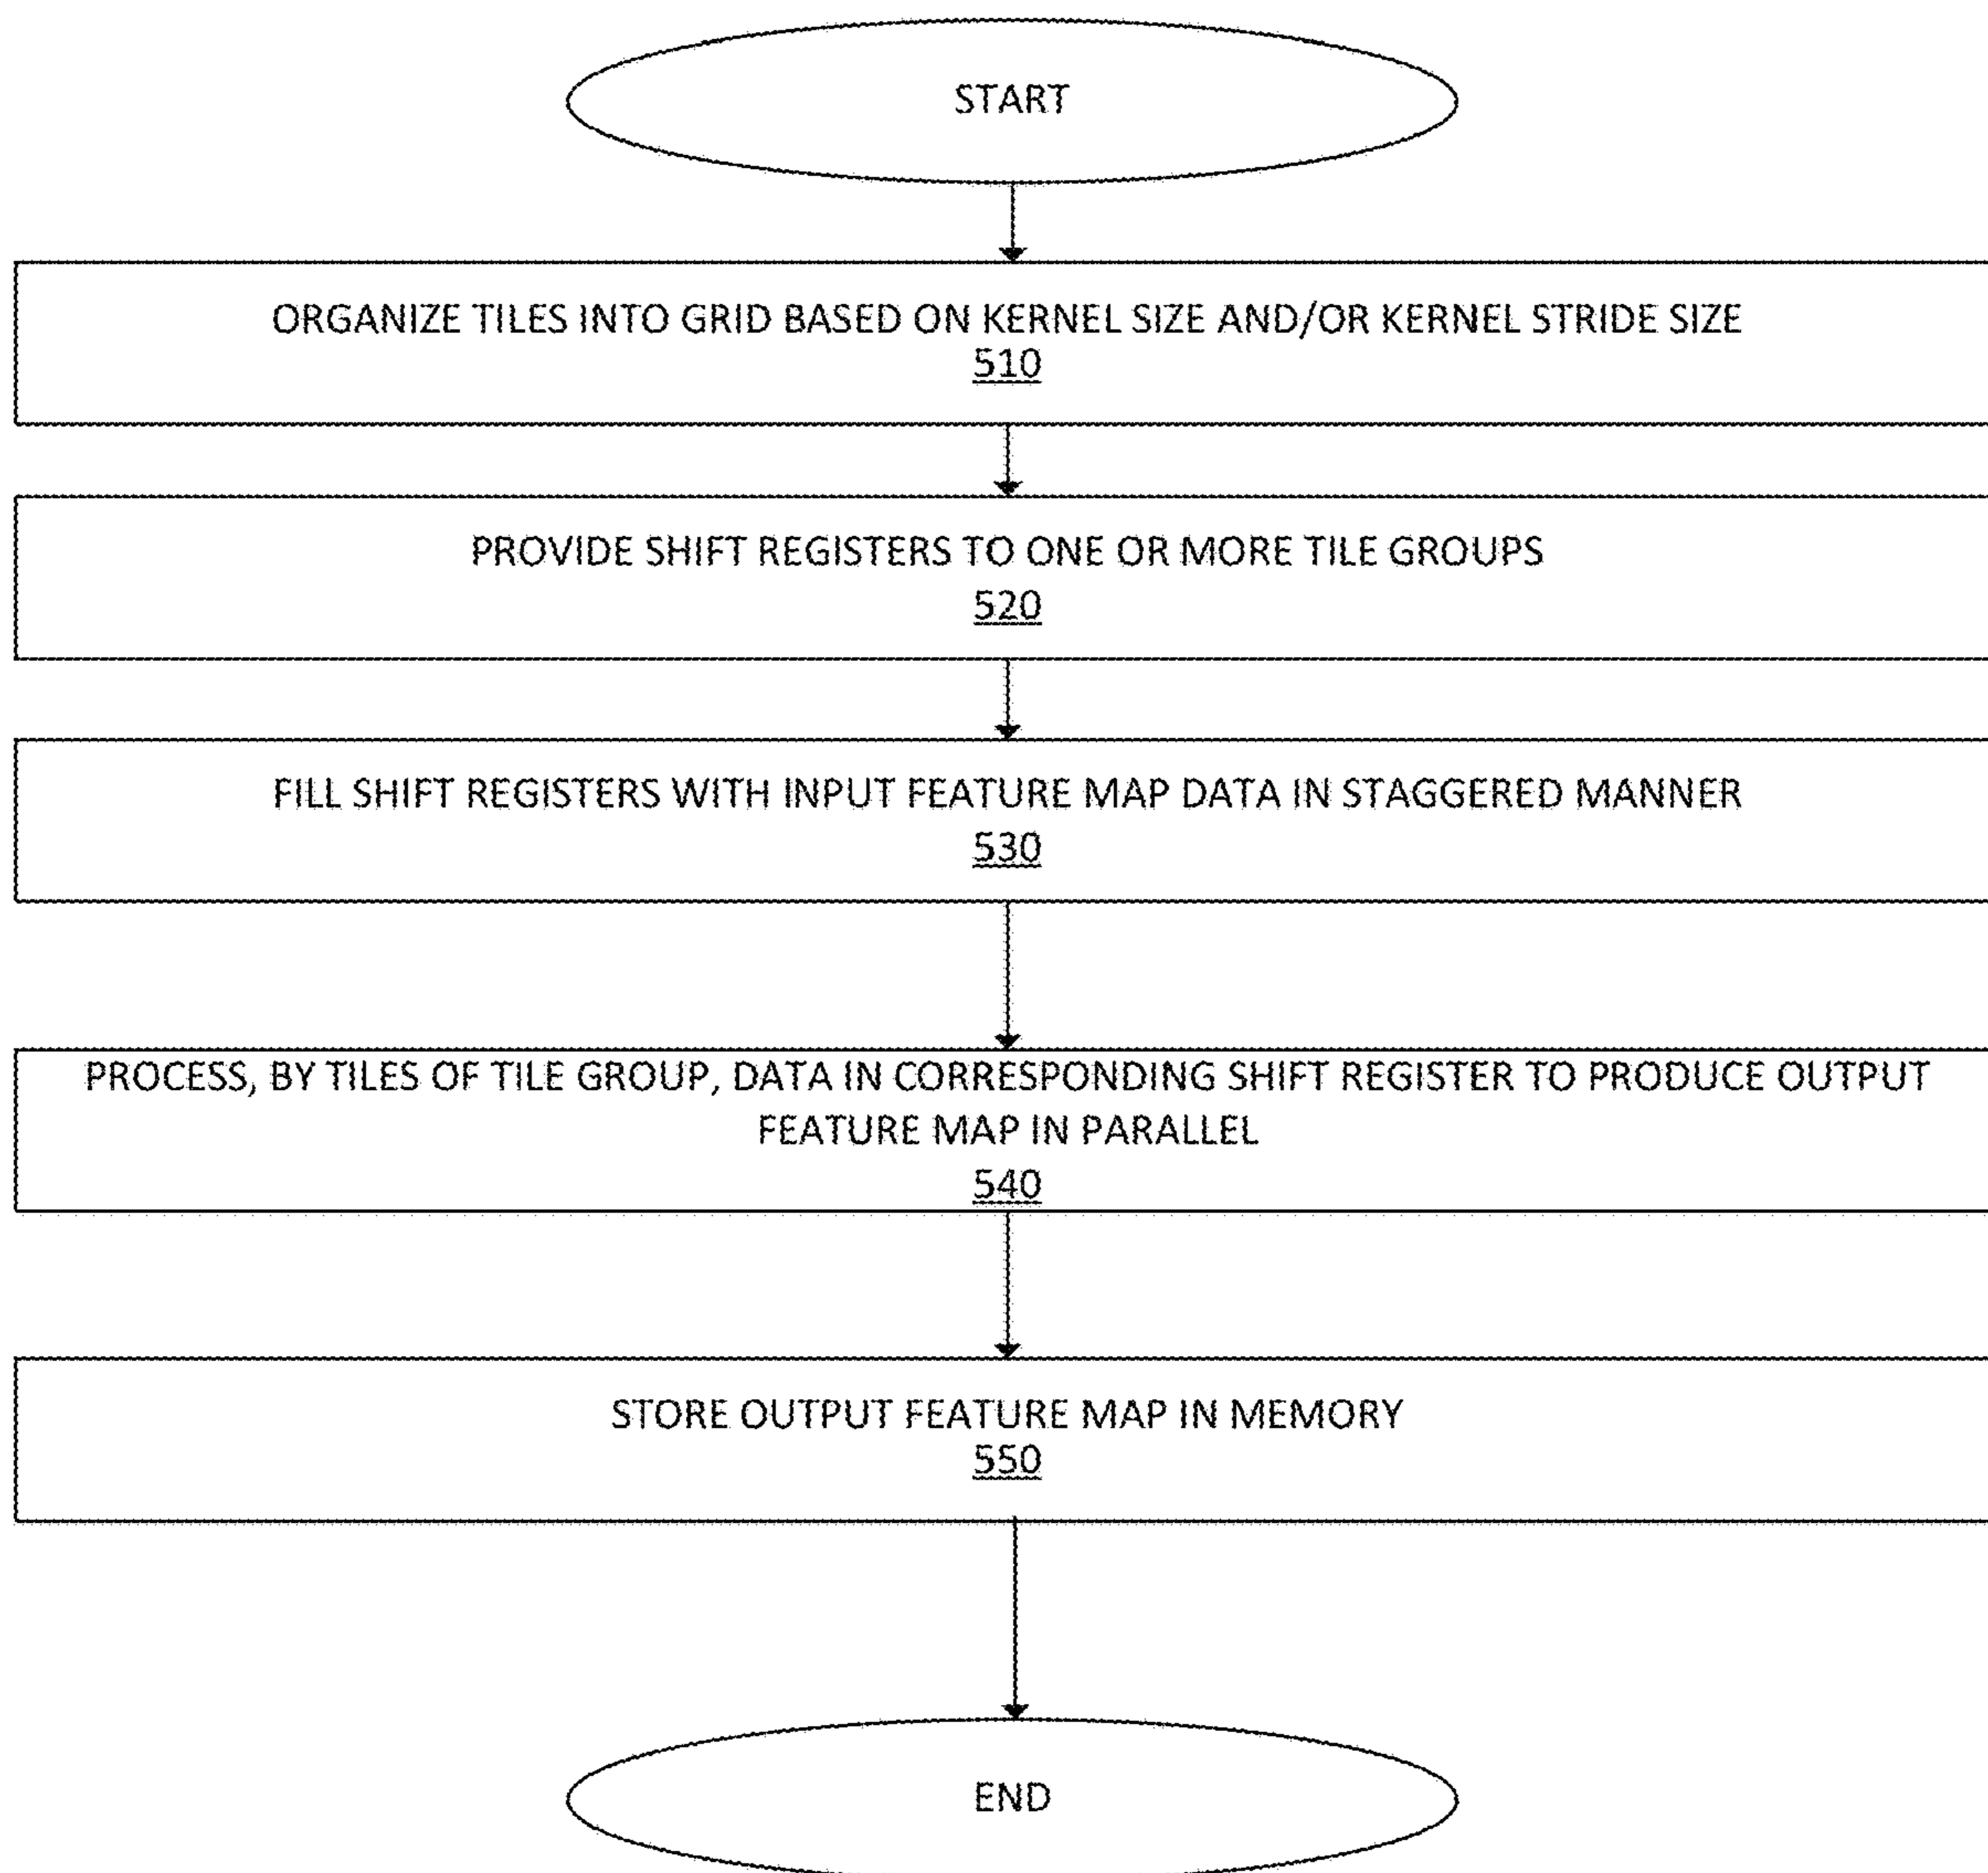 START
ORGANIZE TILES INTO GRID BASED ON KERNEL SIZE AND/OR KERNEL STRIDE SIZE
510
PROVIDE SHIFT REGISTERS TO ONE OR MORE TILE GROUPS
520
FILL SHIFT REGISTERS WITH INPUT FEATURE MAP DATA IN STAGGERED MANNER
530
PROCESS, BY TILES OF TILE GROUP, DATA IN CORRESPONDING SHIFT REGISTER TO PRODUCE OUTPUT
FEATURE MAP IN PARALLEL
540
STORE OUTPUT FEATURE MAP IN MEMORY
550
END